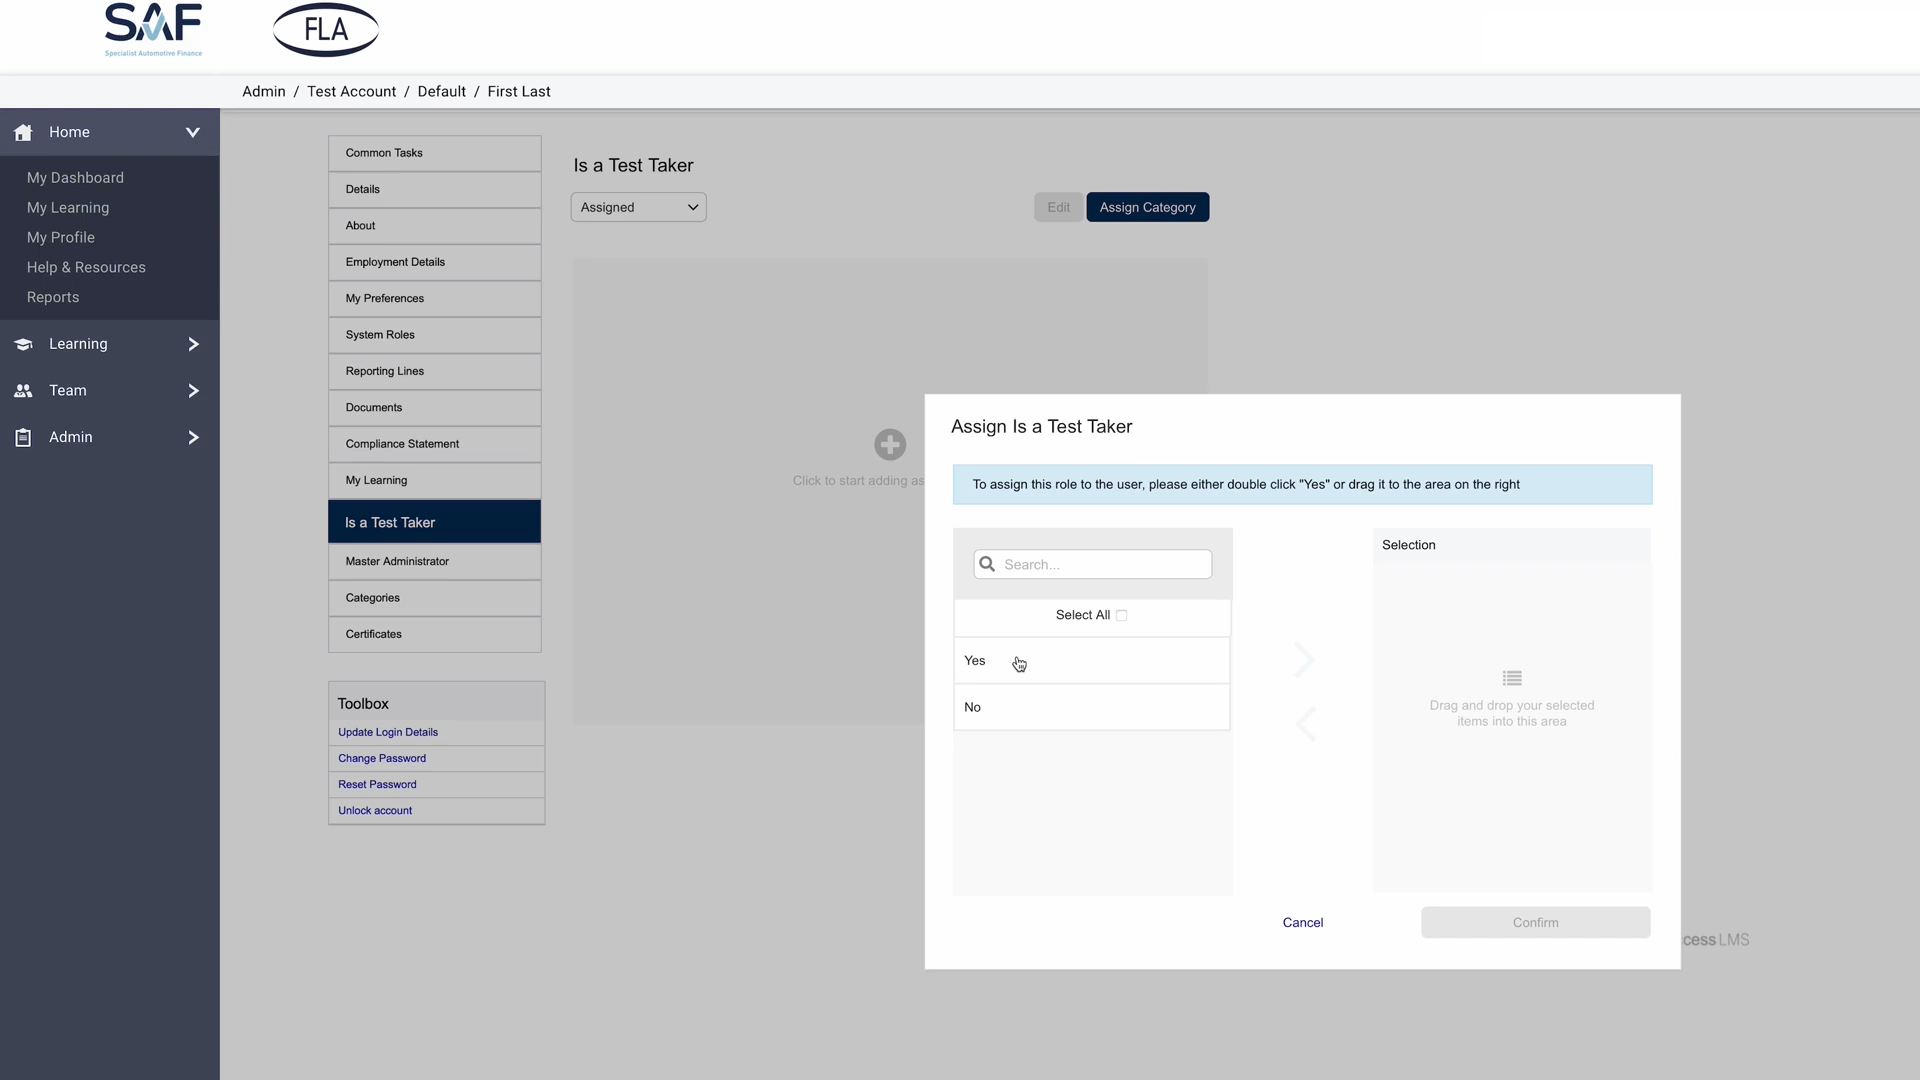 SAF
Specialist Automotive Finance
FLA
Admin / Test Account / Default / First Last
Home
My Dashboard
My Learning
My Profile
Help & Resources
Reports
Learning
Team
Admin
Common Tasks
Details
About
Employment Details
My Preferences
System Roles
Reporting Lines
Documents
Compliance Statement
My Learning
Is a Test Taker
Master Administrator
Categories
Certificates
Toolbox
Update Login Details
Change Password
Reset Password
Unlock account
Is a Test Taker
Assigned
Edit
Assign Category
Click to start adding as
Assign Is a Test Taker
To assign this role to the user, please either double click "Yes" or drag it to the area on the right
Search...
Select All
Yes
No
Selection
Drag and drop your selected
items into this area
Cancel
Confirm
cess LMS